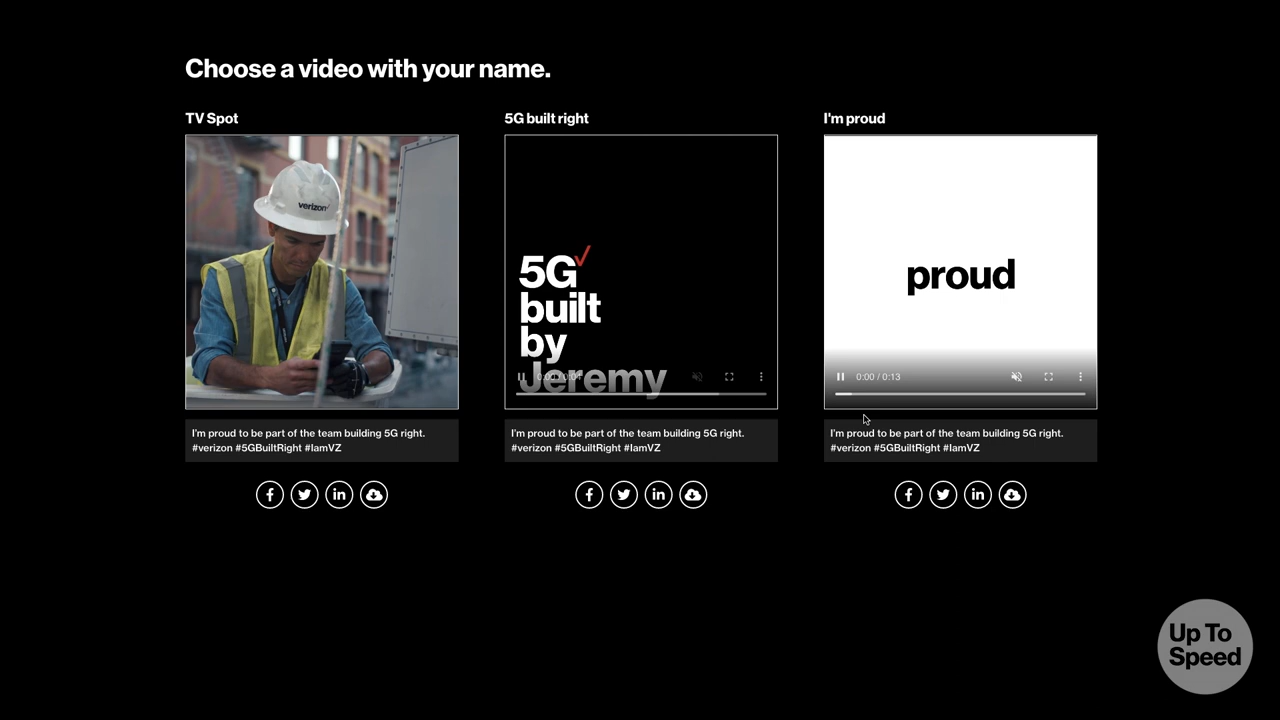 Choose a video with your name.
TV Spot
5G built right
I'm proud
verizon
5G
built
by
Jeremy
proud
0:00 / 0:13
I'm proud to be part of the team building 5G right.
#verizon #5GBuiltRight #IamVZ
I'm proud to be part of the team building 5G right.
#verizon #5GBuiltRight #IamVZ
I'm proud to be part of the team building 5G right.
#verizon #5GBuiltRight #IamVZ
Up To
Speed